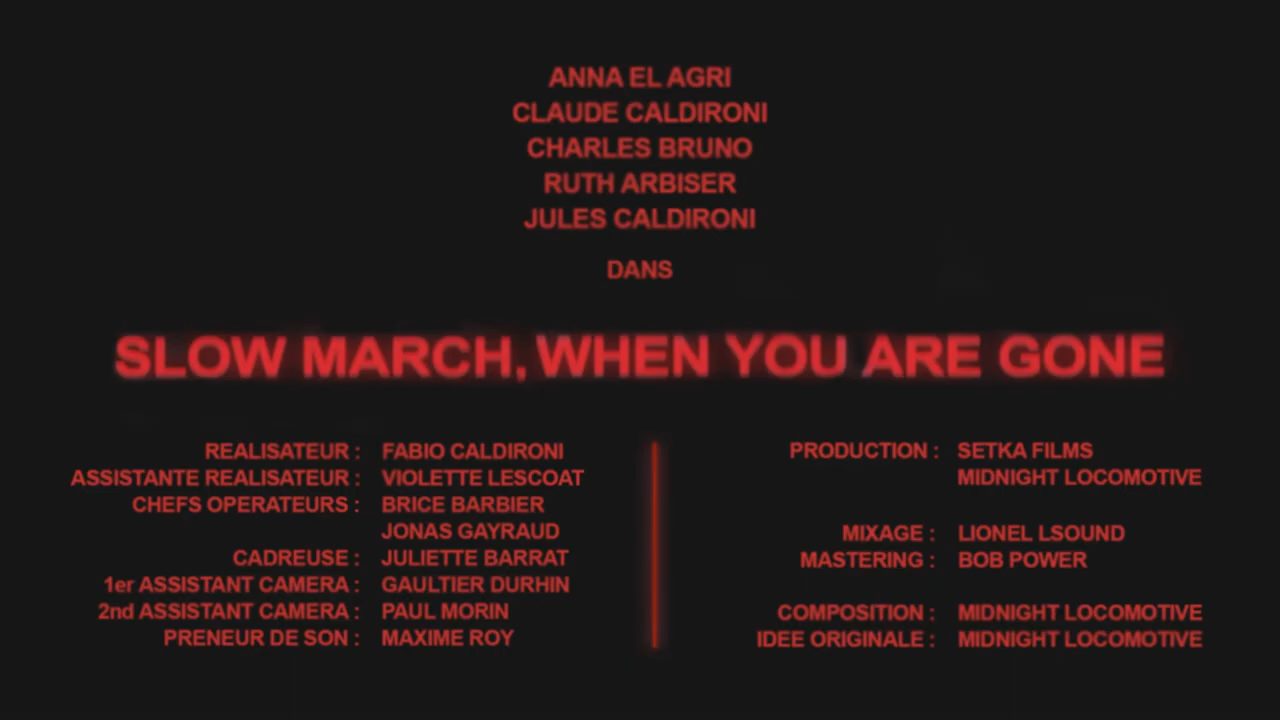 ANNA EL AGRI
CLAUDE CALDIRONI
CHARLES BRUNO
RUTH ARBISER
JULES CALDIRONI
DANS
SLOW MARCH, WHEN YOU ARE GONE
REALISATEUR : FABIO CALDIRONI
ASSISTANTE REALISATEUR : VIOLETTE LESCOAT
CHEFS OPERATEURS : BRICE BARBIER
JONAS GAYRAUD
CADREUSE : JULIETTE BARRAT
1er ASSISTANT CAMERA : GAULTIER DURHIN
2nd ASSISTANT CAMERA : PAUL MORIN
PRENEUR DE SON : MAXIME ROY
PRODUCTION : SETKA FILMS
MIDNIGHT LOCOMOTIVE
MIXAGE : LIONEL LSOUND
MASTERING : BOB POWER
COMPOSITION : MIDNIGHT LOCOMOTIVE
IDEE ORIGINALE : MIDNIGHT LOCOMOTIVE